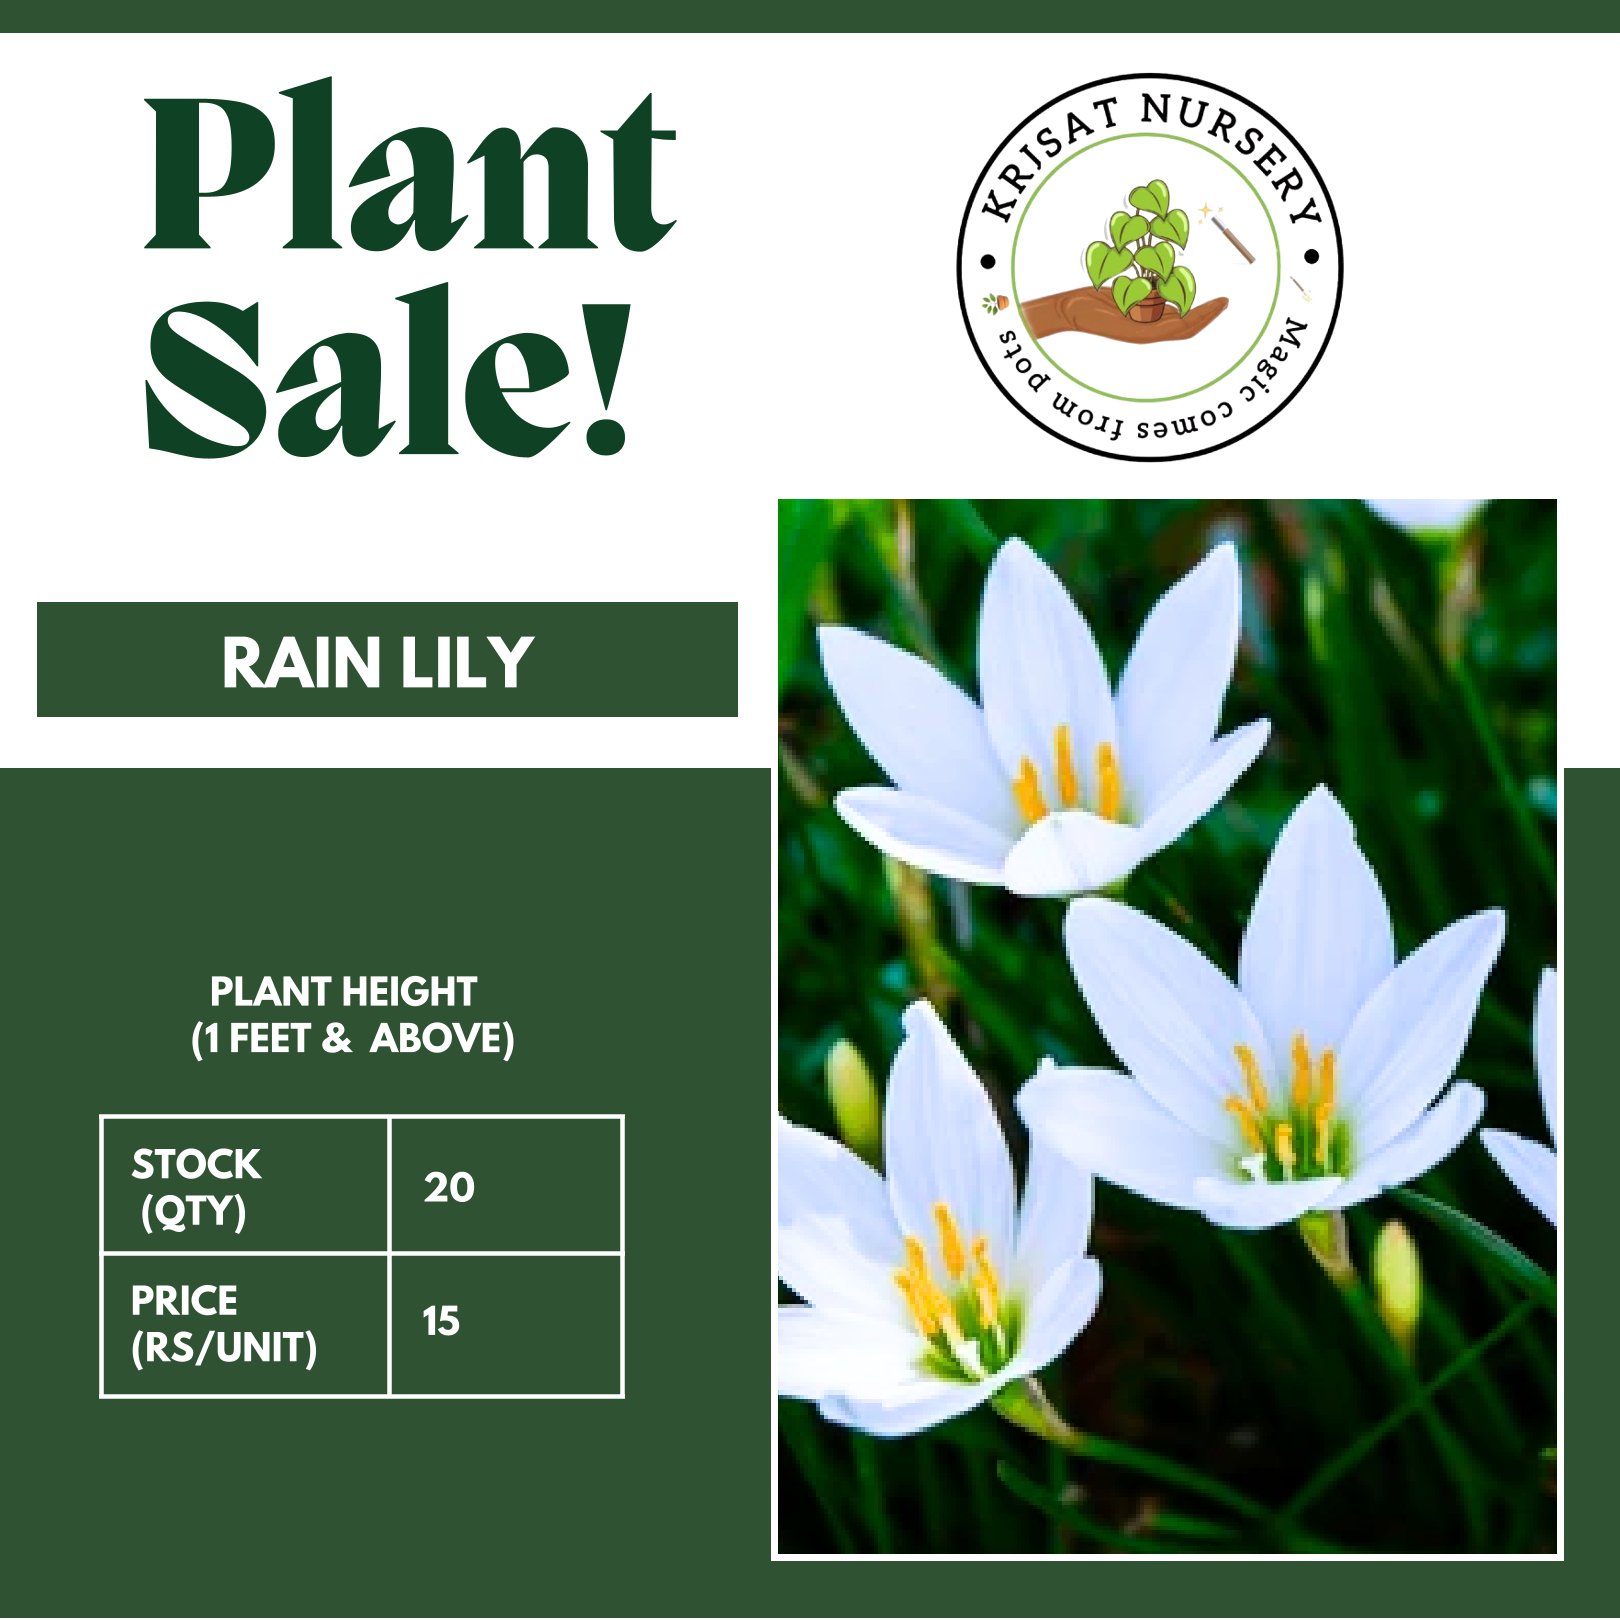 Plant
Sale!
KRJSAT NURSERY
Magic comes from pots
RAIN LILY
PLANT HEIGHT
(1 FEET & ABOVE)
STOCK
(QTY)
20
PRICE
(RS/UNIT)
15